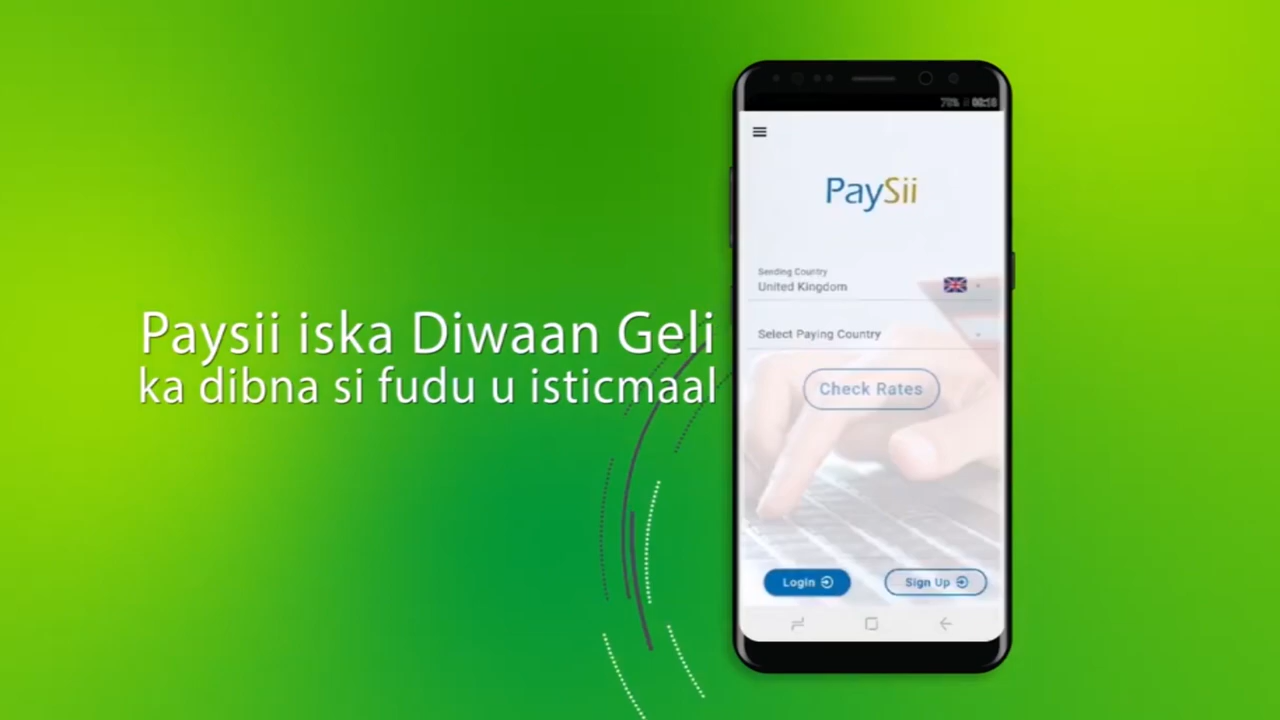 Paysii iska Diwaan Geli
ka dibna si fudu u isticmaal
PaySii
Sending Country
United Kingdom
Select Paying Country
Check Rates
Login
Sign Up